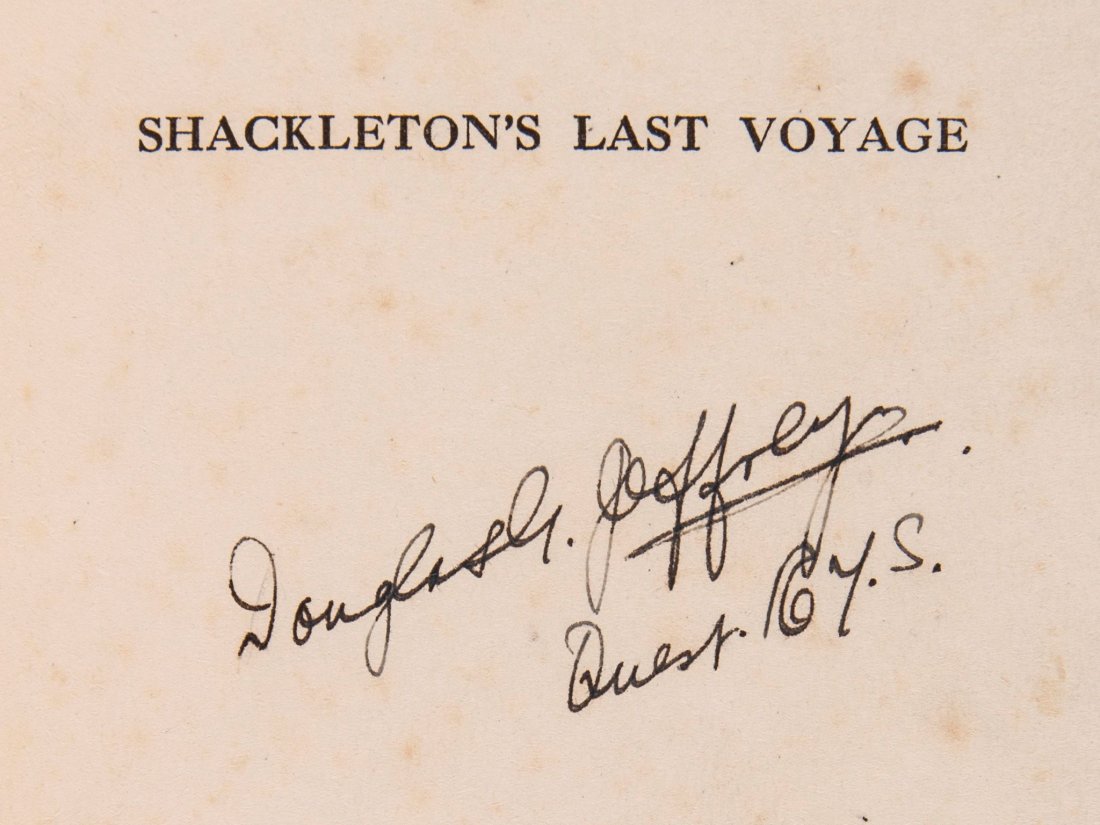 SHACKLETON'S LAST VOYAGE
Douglas G. Jeffrey.
Quest. R.Y.S.